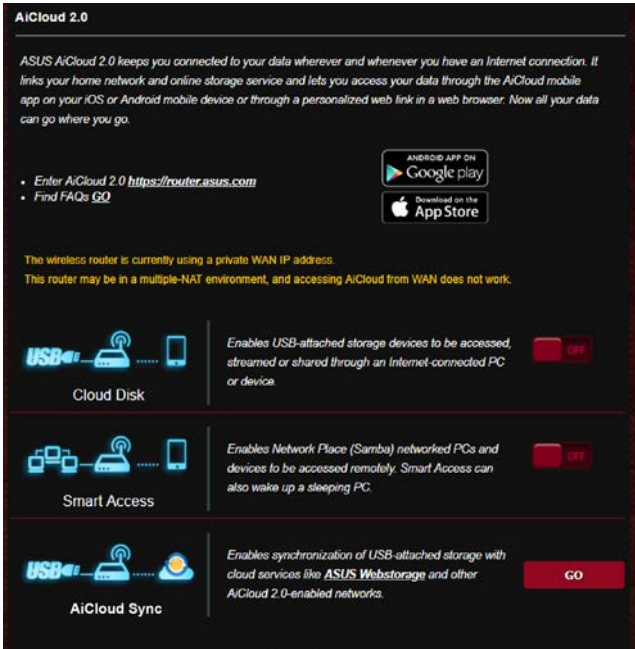 AiCloud 2.0
ASUS AiCloud 2.0 keeps you connected to your data wherever and whenever you have an Internet connection. It
links your home network and online storage service and lets you access your data through the AiCloud mobile
app on your iOS or Android mobile device or through a personalized web link in a web browser. Now all your data
can go where you go.
ANDROID APP ON
Google play
• Enter AiCloud 2.0 https://router.asus.com
• Find FAQs GO
Download on the
App Store
The wireless router is currently using a private WAN IP address.
This router may be in a multiple-NAT environment, and accessing AiCloud from WAN does not work.
USB
Cloud Disk
Enables USB-attached storage devices to be accessed,
streamed or shared through an Internet-connected PC
or device.
OFF
Smart Access
Enables Network Place (Samba) networked PCs and
devices to be accessed remotely. Smart Access can
also wake up a sleeping PC.
OFF
USB
AiCloud Sync
Enables synchronization of USB-attached storage with
cloud services like ASUS Webstorage and other
AiCloud 2.0-enabled networks.
GO